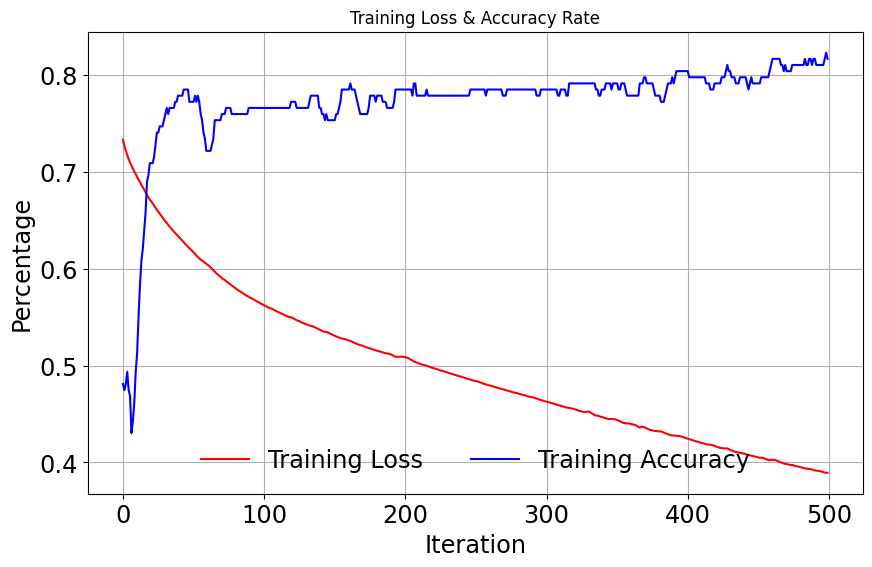 Training Loss & Accuracy Rate
Percentage
0.8
0.7
0.6
0.5
0.4
Training Loss
Training Accuracy
0 100 200 300 400 500
Iteration